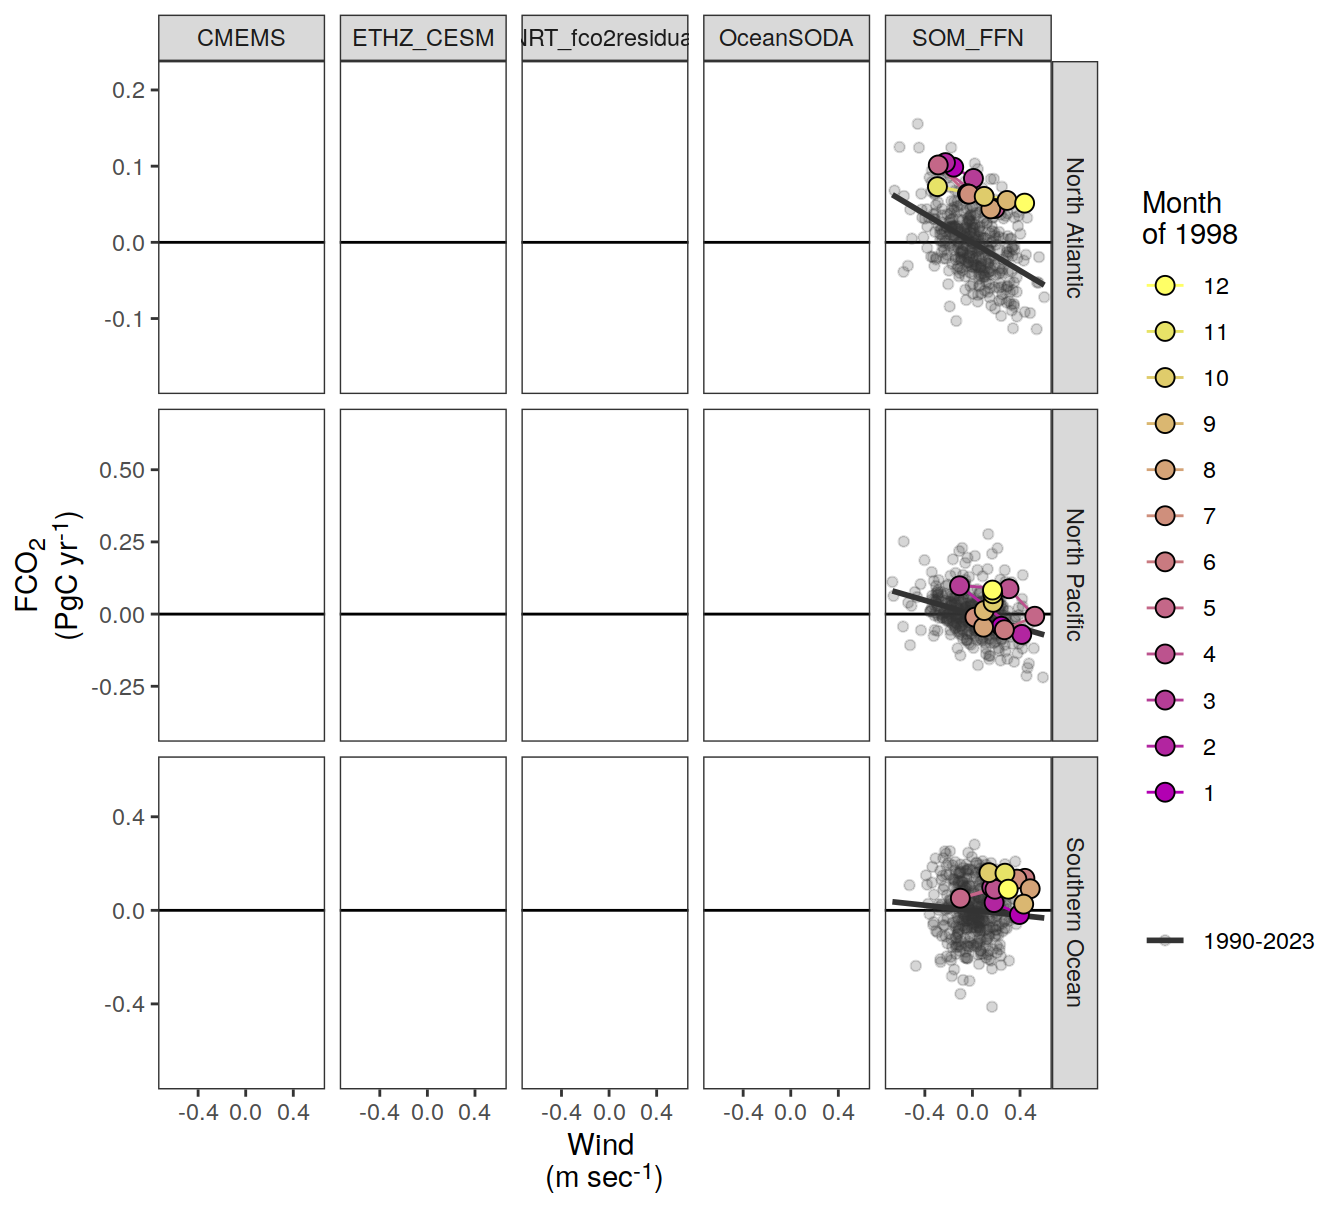 CMEMS ETHZ_CESM NRT_fco2residua OceanSODA SOM_FFN
0.2
0.1
0.0
-0.1
North Atlantic
0.50
0.25
0.00
-0.25
North Pacific
0.4
0.0
-0.4
Southern Ocean
FCO2
(PgC yr-1)
-0.4 0.0 0.4 -0.4 0.0 0.4 -0.4 0.0 0.4 -0.4 0.0 0.4 -0.4 0.0 0.4
Wind
(m sec-1)
Month
of 1998
12
11
10
9
8
7
6
5
4
3
2
1
1990-2023